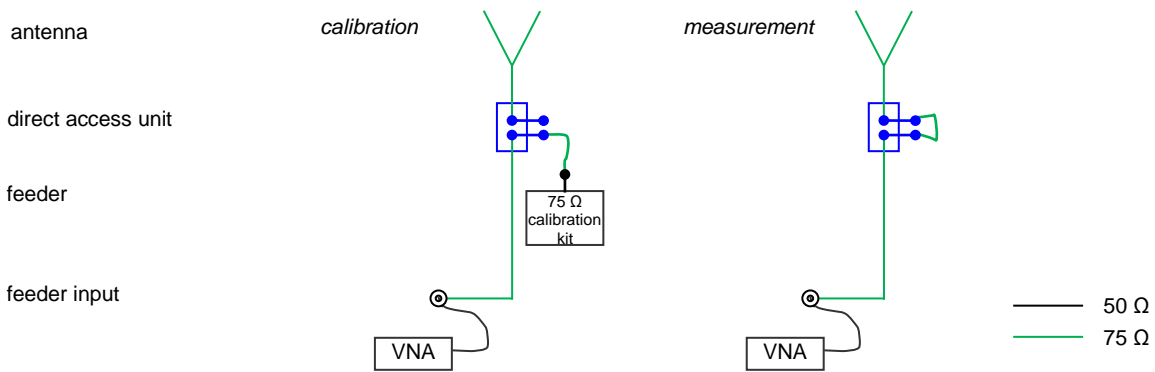 antenna
calibration
measurement
direct access unit
feeder
75 Ω
calibration
kit
feeder input
50 Ω
75 Ω
VNA
VNA